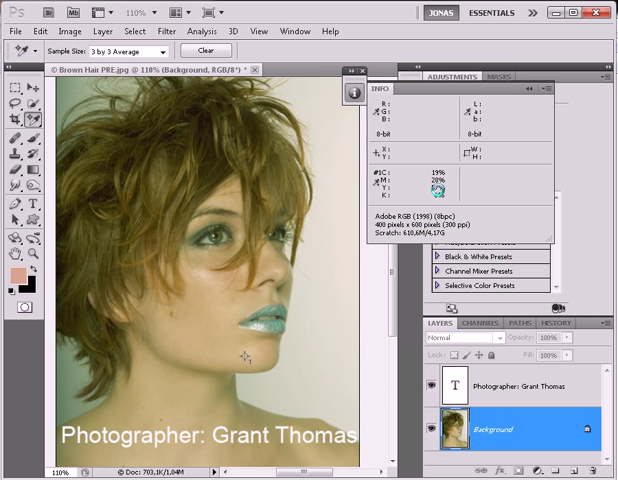 Ps Br Mb 110% JONAS ESSENTIALS
File Edit Image Layer Select Filter Analysis 3D View Window Help
Sample Size: 3 by 3 Average Clear
© Brown Hair PRE.jpg @ 110% (Background, RGB/8*) *
ADJUSTMENTS MASKS
INFO
R : L :
G : a :
B : b :
8-bit 8-bit
X : W :
Y : H :
#1C : 19%
M : 28%
Y :
K :
Adobe RGB (1998) (8bpc)
400 pixels x 600 pixels (300 ppi)
Scratch: 610,6M/4,17G
Black & White Presets
Channel Mixer Presets
Selective Color Presets
LAYERS CHANNELS PATHS HISTORY
Normal Opacity: 100%
Lock: Fill: 100%
T Photographer: Grant Thomas
Background
1
Photographer: Grant Thomas
110% Doc: 703,1K/1,04M